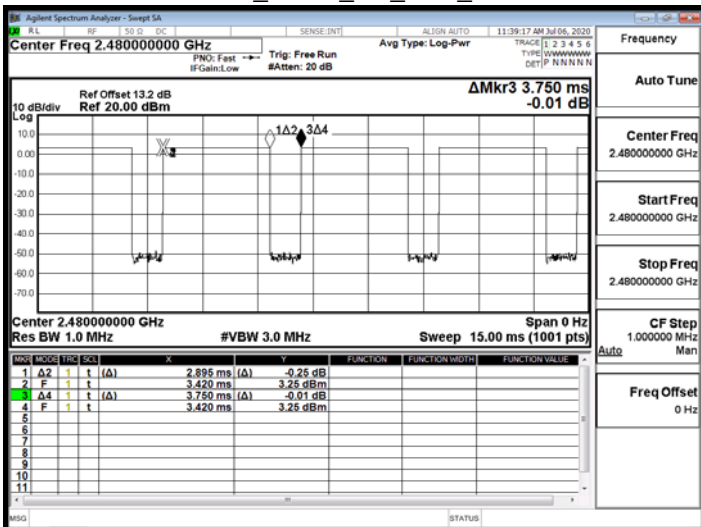 Agilent Spectrum Analyzer - Swept SA
RL RF 50 Ω DC SENSE:INT ALIGN AUTO 11:39:17 AM Jul 06, 2020
Center Freq 2.480000000 GHz
PNO: Fast
IFGain:Low
Trig: Free Run
#Atten: 20 dB
Avg Type: Log-Pwr
TRACE 1 2 3 4 5 6
TYPE WWWWWW
DET P N N N N N
Ref Offset 13.2 dB
10 dB/div Ref 20.00 dBm
Log
ΔMkr3 3.750 ms
-0.01 dB
10.0
0.00
-10.0
-20.0
-30.0
-40.0
-50.0
-60.0
-70.0
1Δ2 3Δ4
Center 2.480000000 GHz Span 0 Hz
Res BW 1.0 MHz #VBW 3.0 MHz Sweep 15.00 ms (1001 pts)
MKR MODE TRC SCL X Y FUNCTION FUNCTION WIDTH FUNCTION VALUE
1 Δ2 1 t (Δ) 2.895 ms (Δ) -0.25 dB
2 F 1 t 3.420 ms 3.25 dBm
3 Δ4 1 t (Δ) 3.750 ms (Δ) -0.01 dB
4 F 1 t 3.420 ms 3.25 dBm
5
6
7
8
9
10
11
MSG STATUS
Frequency
Auto Tune
Center Freq
2.480000000 GHz
Start Freq
2.480000000 GHz
Stop Freq
2.480000000 GHz
CF Step
1.000000 MHz
Auto Man
Freq Offset
0 Hz